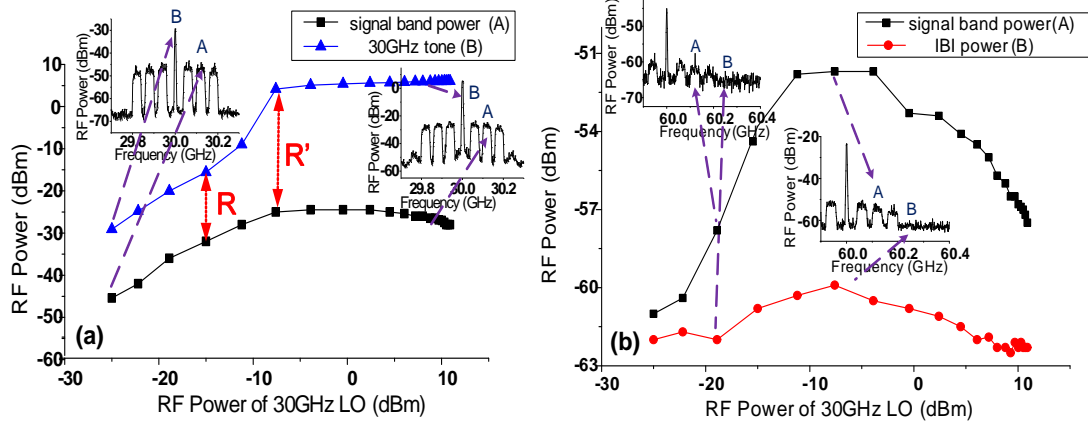 signal band power (A)
30GHz tone (B)
RF Power (dBm)
20
10
0
-10
-20
-30
-40
-50
-60
-30
-20
-10
0
10
RF Power of 30GHz LO (dBm)
(a)
R
R'
RF Power (dBm)
-30
-40
-50
-60
-70
29.8
30.0
30.2
Frequency (GHz)
B
A
RF Power (dBm)
0
-20
-40
-60
29.8
30.0
30.2
Frequency (GHz)
B
A
signal band power(A)
IBI power (B)
RF Power (dBm)
-51
-54
-57
-60
-63
-30
-20
-10
0
10
RF Power of 30GHz LO (dBm)
(b)
RF Power (dBm)
-50
-60
-70
60.0
60.2
60.4
Frequency (GHz)
A
B
RF Power (dBm)
-20
-40
-60
60.0
60.2
60.4
Frequency (GHz)
A
B